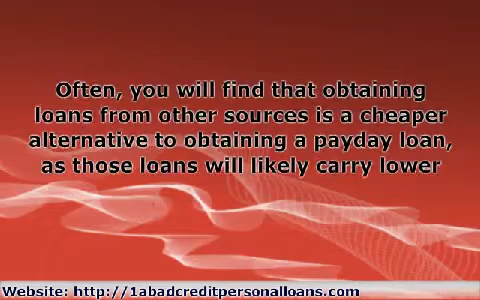 Often, you will find that obtaining
loans from other sources is a cheaper
alternative to obtaining a payday loan,
as those loans will likely carry lower
Website: http://1abadcreditpersonalloans.com